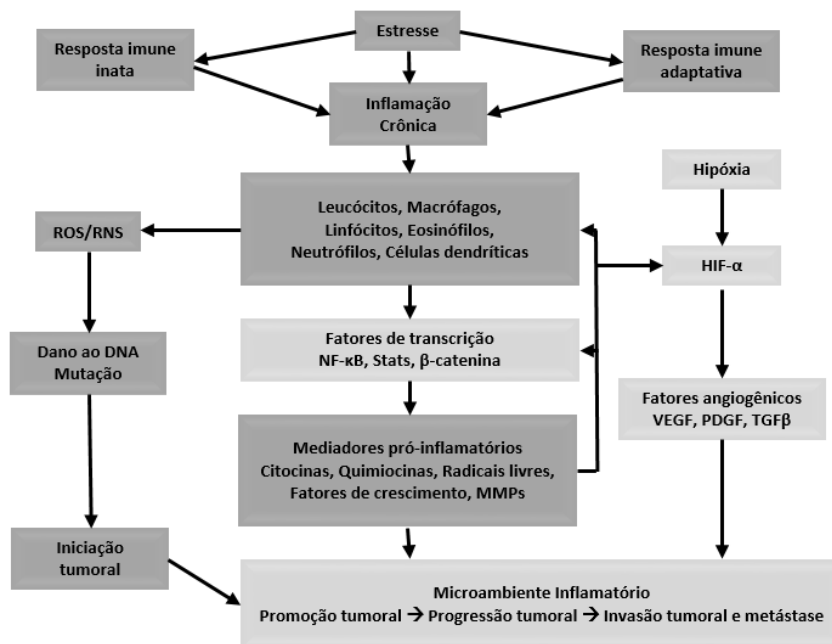 Estresse
Resposta imune
inata
Resposta imune
adaptativa
Inflamação
Crônica
Hipóxia
Leucócitos, Macrófagos,
Linfócitos, Eosinófilos,
Neutrófilos, Células dendríticas
ROS/RNS
HIF-α
Fatores de transcrição
NF-κB, Stats, β-catenina
Dano ao DNA
Mutação
Fatores angiogênicos
VEGF, PDGF, TGFβ
Mediadores pró-inflamatórios
Citocinas, Quimiocinas, Radicais livres,
Fatores de crescimento, MMPs
Iniciação
tumoral
Microambiente Inflamatório
Promoção tumoral → Progressão tumoral → Invasão tumoral e metástase